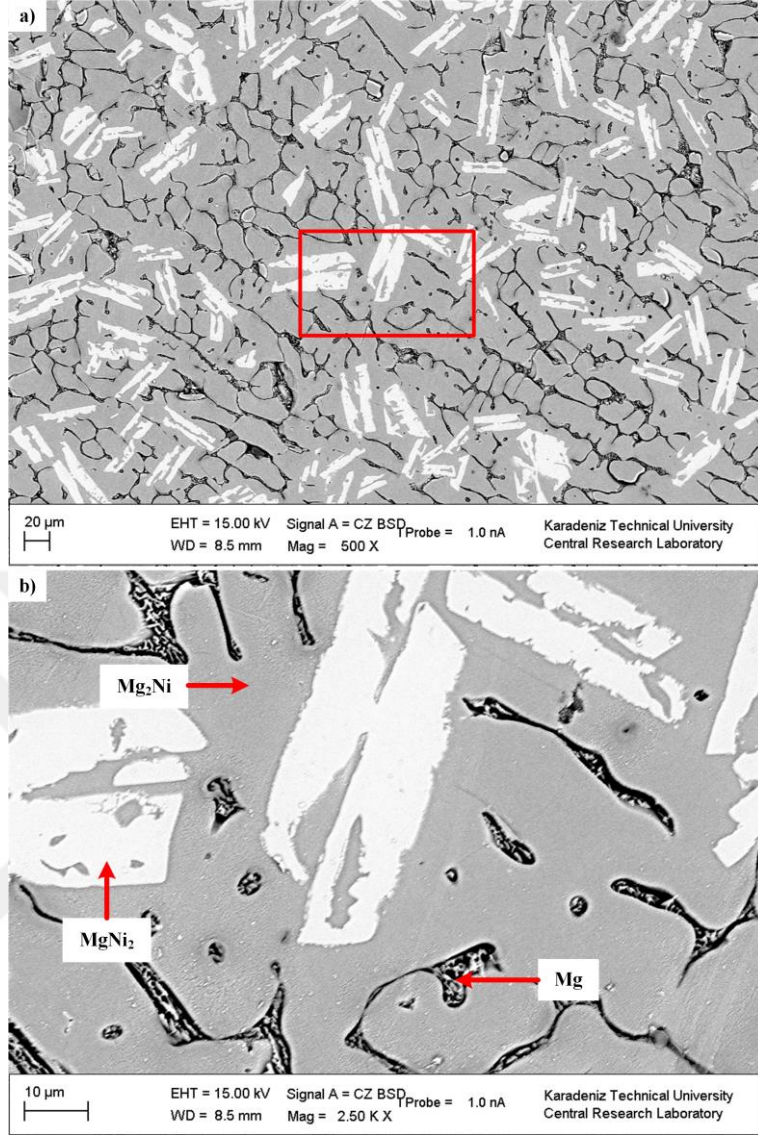 a)
20 µm
EHT = 15.00 kV Signal A = CZ BSD I Probe = 1.0 nA Karadeniz Technical University
WD = 8.5 mm Mag = 500 X Central Research Laboratory
b)
Mg₂Ni
MgNi₂
Mg
10 µm
EHT = 15.00 kV Signal A = CZ BSD I Probe = 1.0 nA Karadeniz Technical University
WD = 8.5 mm Mag = 2.50 K X Central Research Laboratory